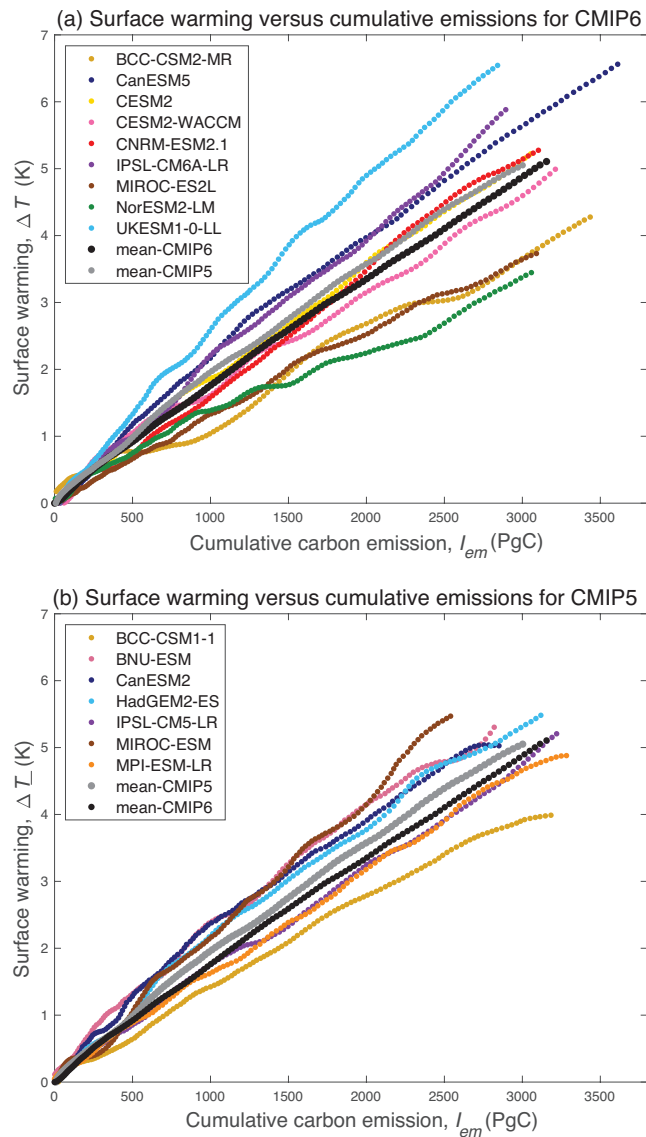 (a) Surface warming versus cumulative emissions for CMIP6
7
6
5
4
3
2
1
0
Surface warming, Δ T (K)
BCC-CSM2-MR
CanESM5
CESM2
CESM2-WACCM
CNRM-ESM2.1
IPSL-CM6A-LR
MIROC-ES2L
NorESM2-LM
UKESM1-0-LL
mean-CMIP6
mean-CMIP5
0 500 1000 1500 2000 2500 3000 3500
Cumulative carbon emission, I_em (PgC)
(b) Surface warming versus cumulative emissions for CMIP5
7
6
5
4
3
2
1
0
Surface warming, Δ T_ (K)
BCC-CSM1-1
BNU-ESM
CanESM2
HadGEM2-ES
IPSL-CM5-LR
MIROC-ESM
MPI-ESM-LR
mean-CMIP5
mean-CMIP6
0 500 1000 1500 2000 2500 3000 3500
Cumulative carbon emission, I_em (PgC)